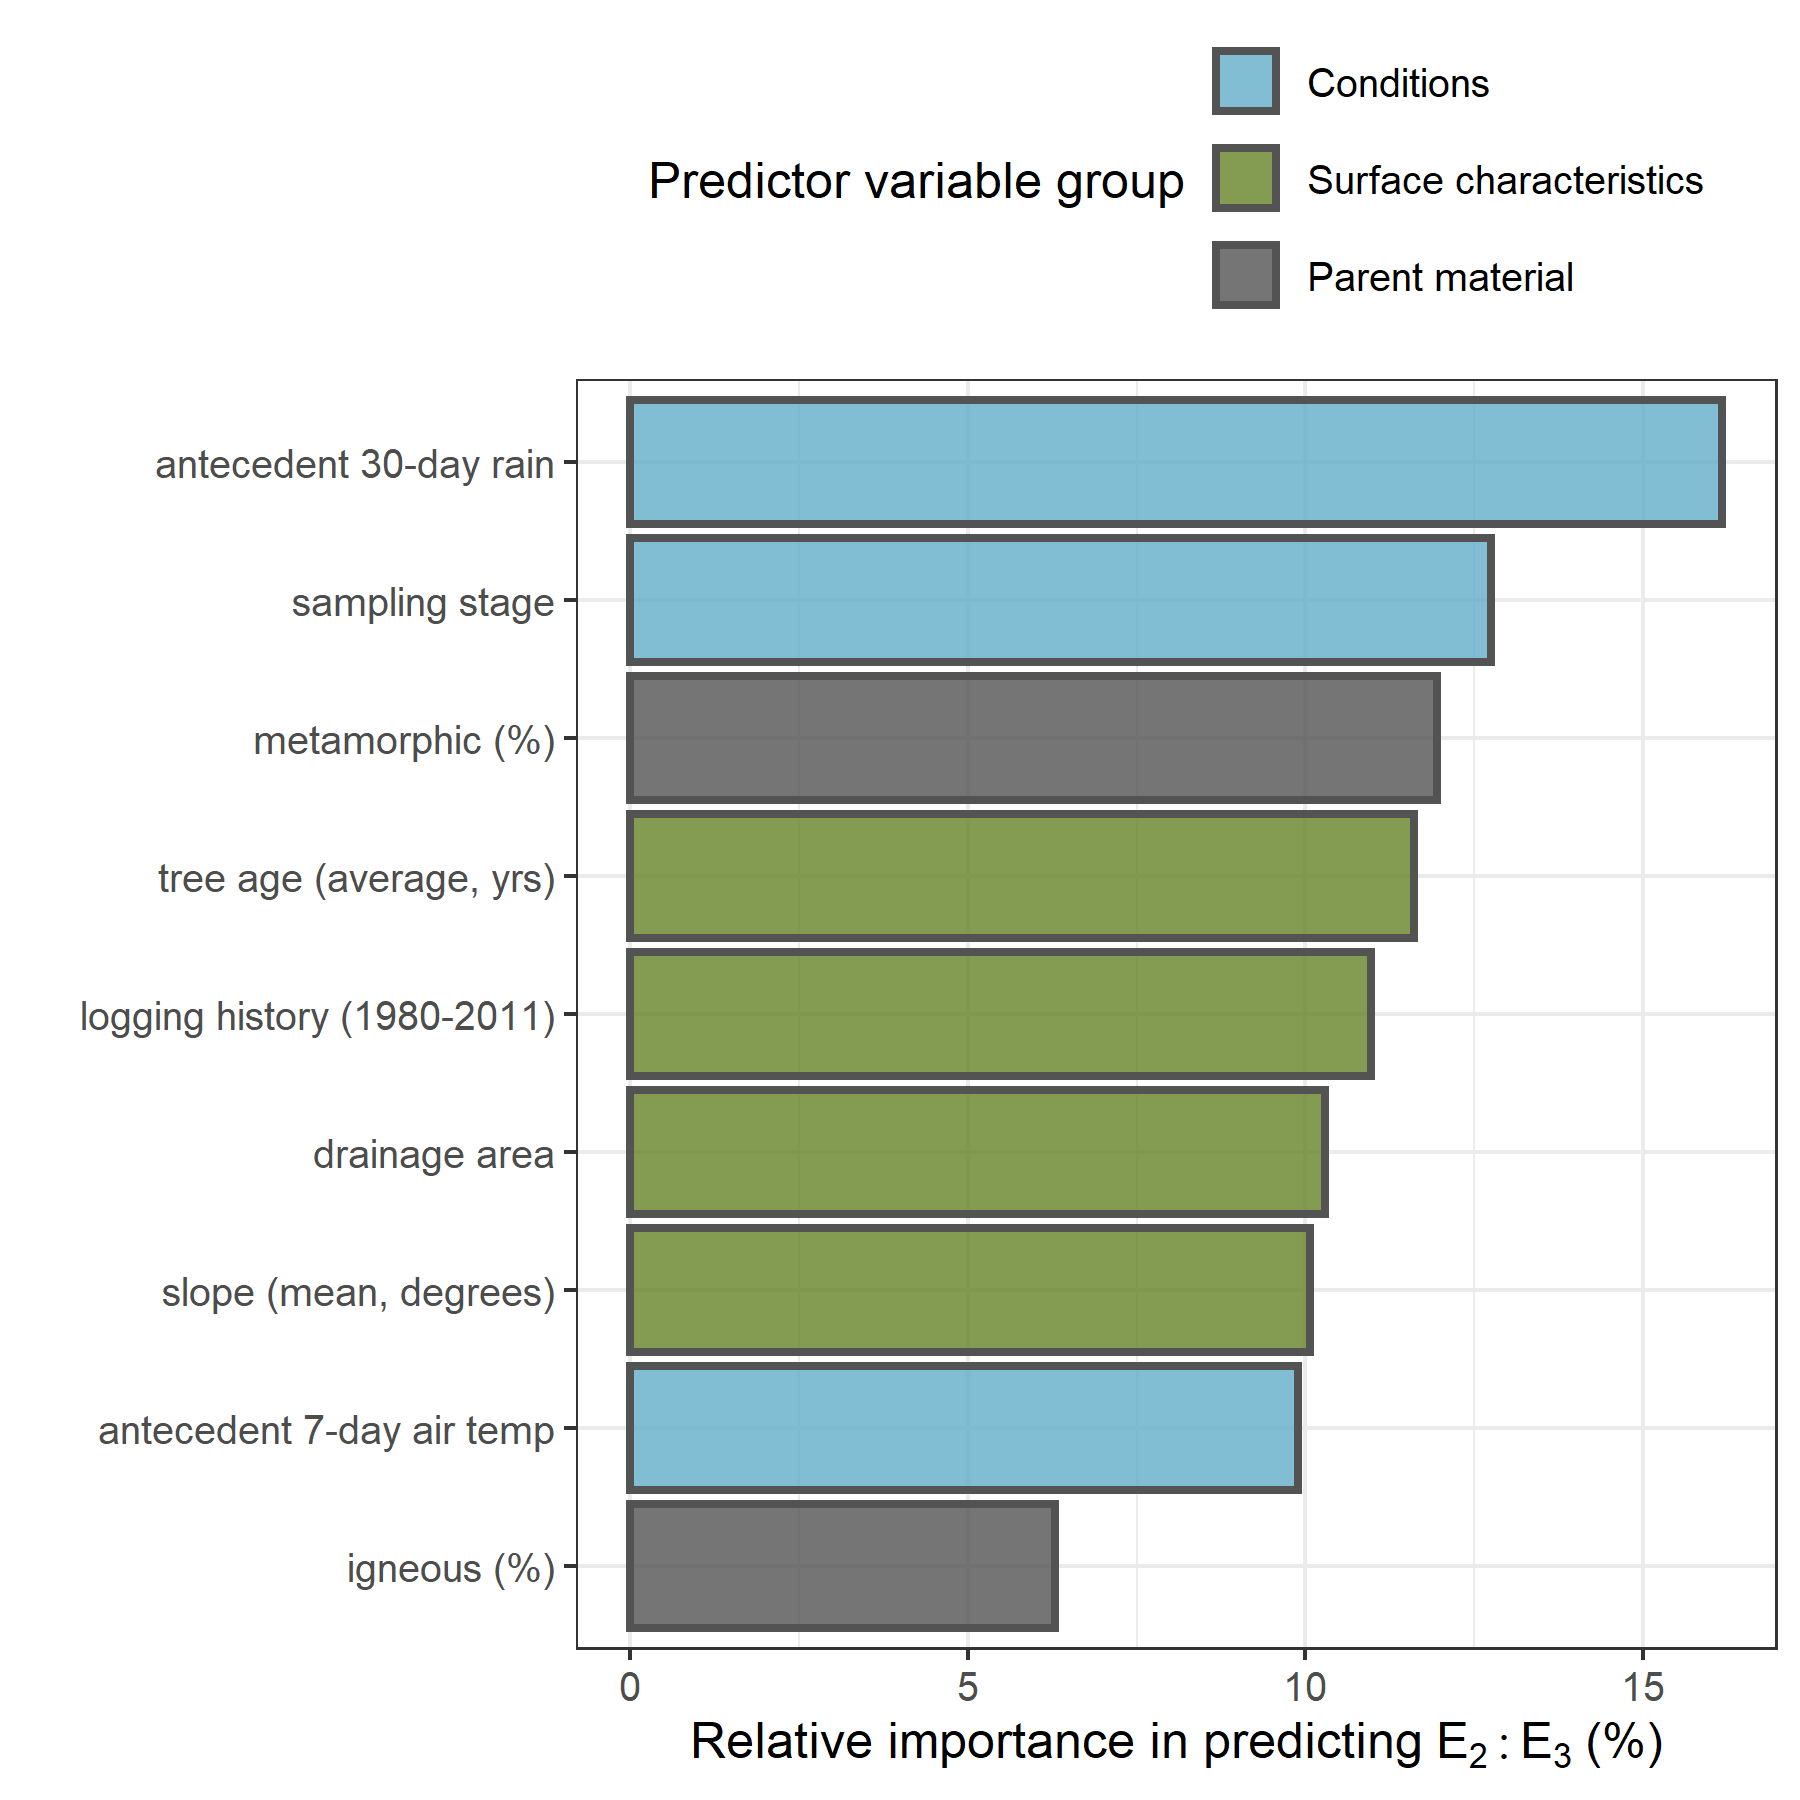 Predictor variable group
Conditions
Surface characteristics
Parent material
antecedent 30-day rain
sampling stage
metamorphic (%)
tree age (average, yrs)
logging history (1980-2011)
drainage area
slope (mean, degrees)
antecedent 7-day air temp
igneous (%)
0 5 10 15
Relative importance in predicting E₂ : E₃ (%)